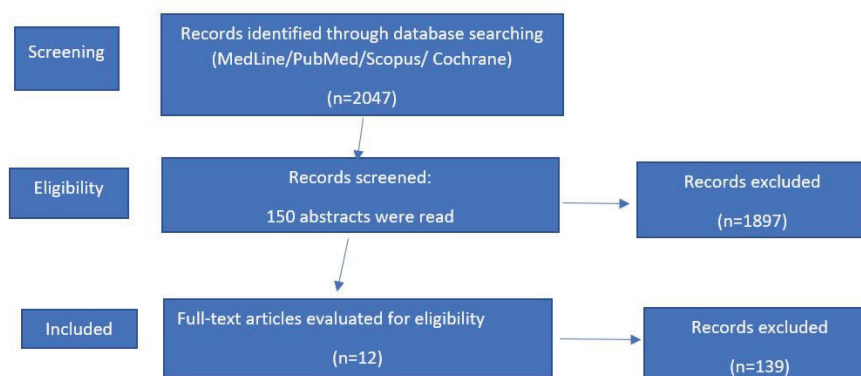 Screening
Records identified through database searching
(MedLine/PubMed/Scopus/ Cochrane)
(n=2047)
Eligibility
Records screened:
150 abstracts were read
Records excluded
(n=1897)
Included
Full-text articles evaluated for eligibility
(n=12)
Records excluded
(n=139)